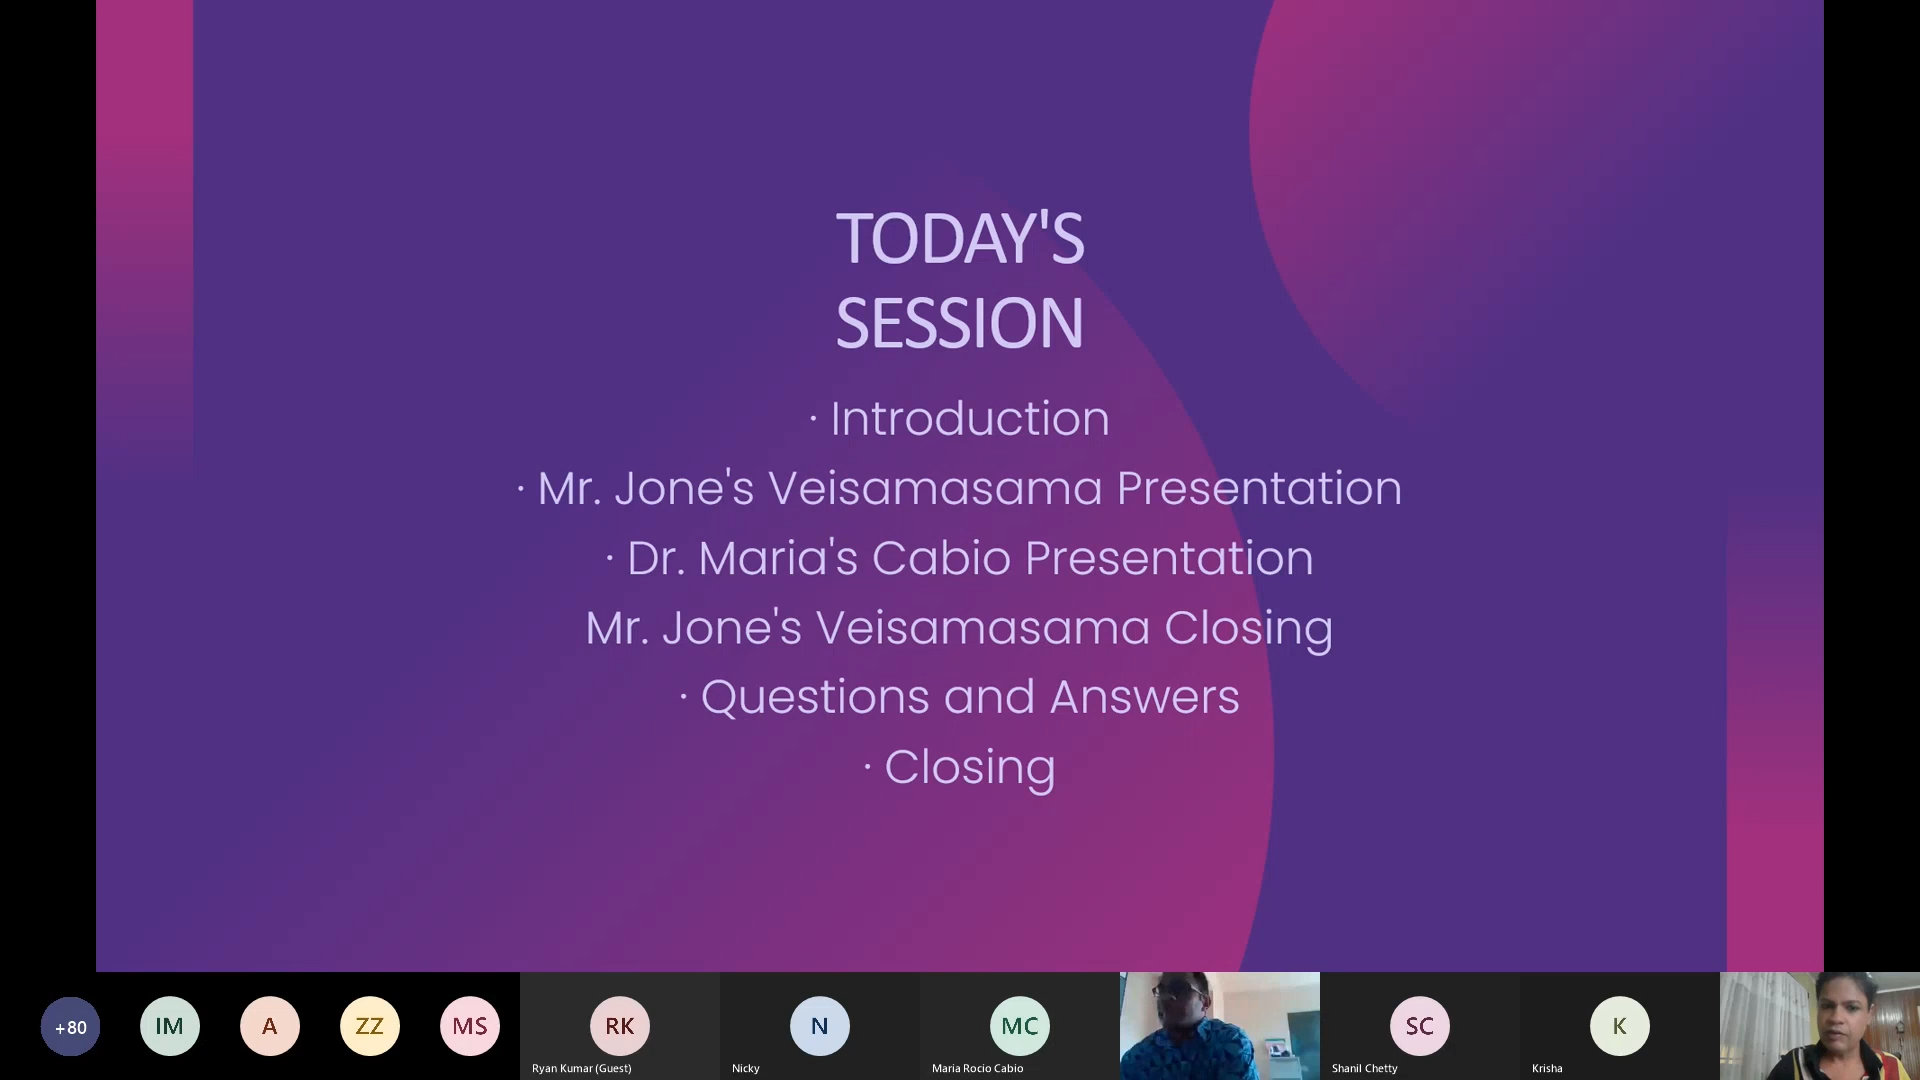 TODAY'S
SESSION
· Introduction
· Mr. Jone's Veisamasama Presentation
· Dr. Maria's Cabio Presentation
Mr. Jone's Veisamasama Closing
· Questions and Answers
· Closing
+80
IM
A
ZZ
MS
RK
N
MC
SC
K
Ryan Kumar (Guest)
Nicky
Maria Rocio Cabio
Shanil Chetty
Krisha